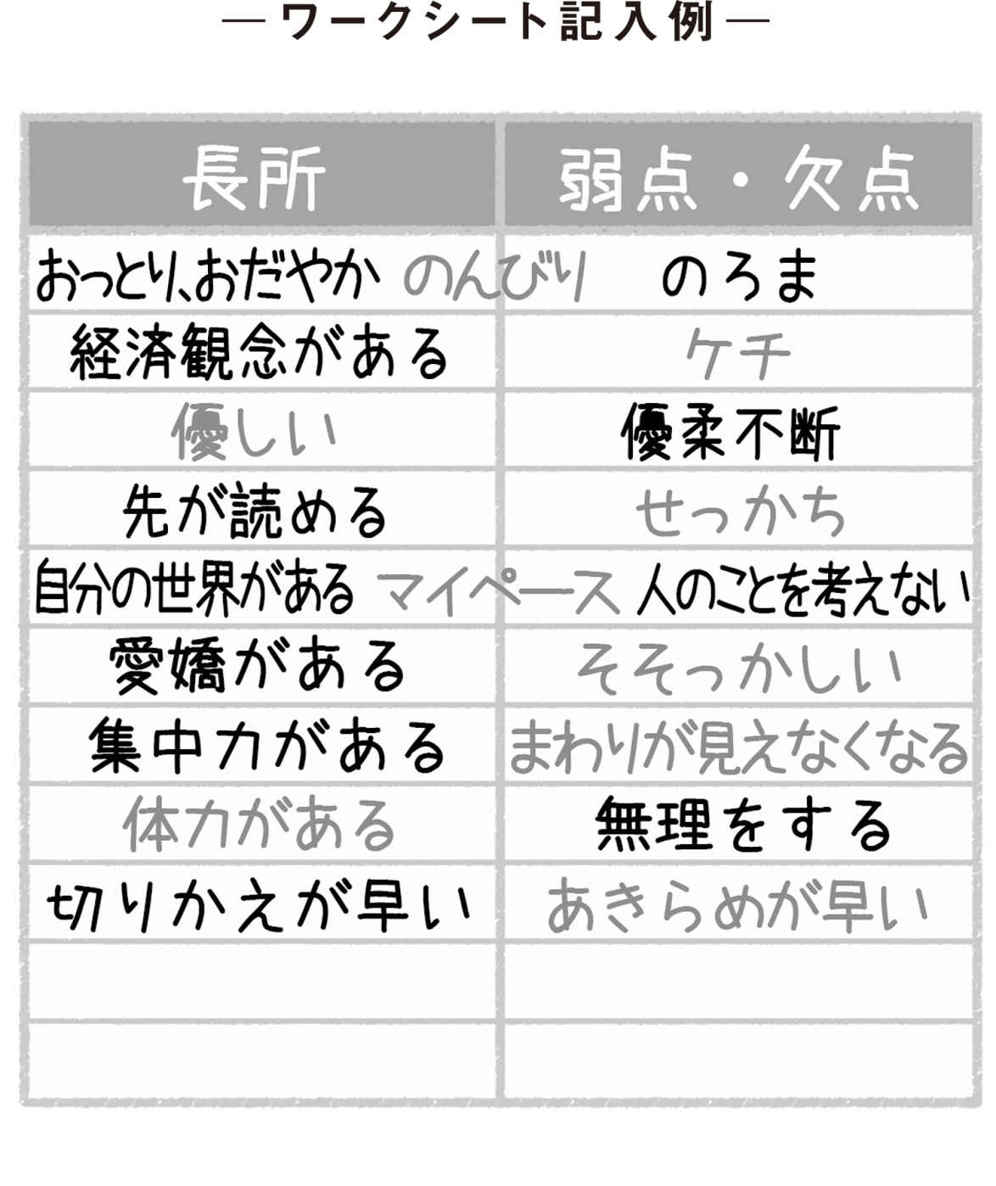 ―ワークシート記入例―
長所 弱点・欠点
おっとり、おだやか のんびり のろま
経済観念がある ケチ
優しい 優柔不断
先が読める せっかち
自分の世界がある マイペース 人のことを考えない
愛嬌がある そそっかしい
集中力がある まわりが見えなくなる
体力がある 無理をする
切りかえが早い あきらめが早い